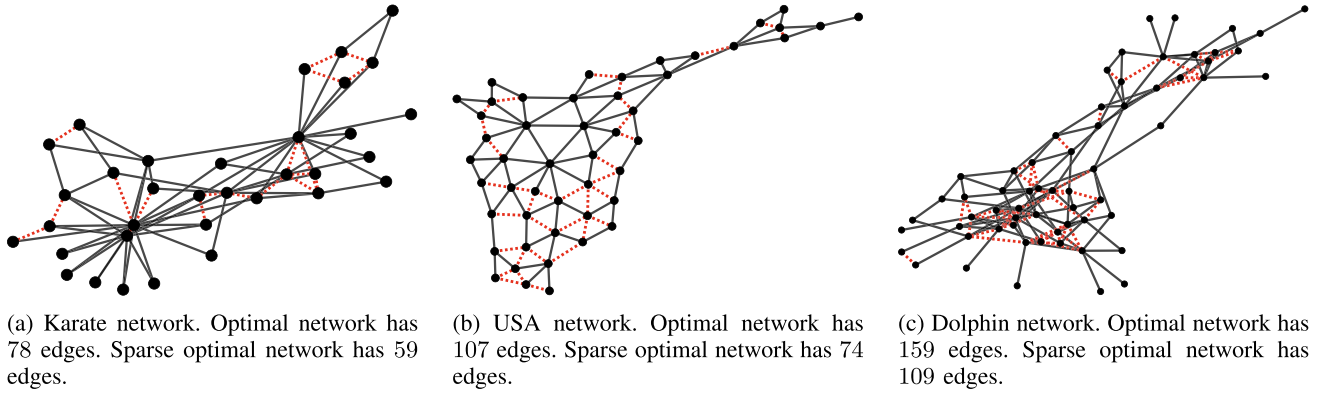 (a) Karate network. Optimal network has
78 edges. Sparse optimal network has 59
edges.
(b) USA network. Optimal network has
107 edges. Sparse optimal network has 74
edges.
(c) Dolphin network. Optimal network has
159 edges. Sparse optimal network has
109 edges.